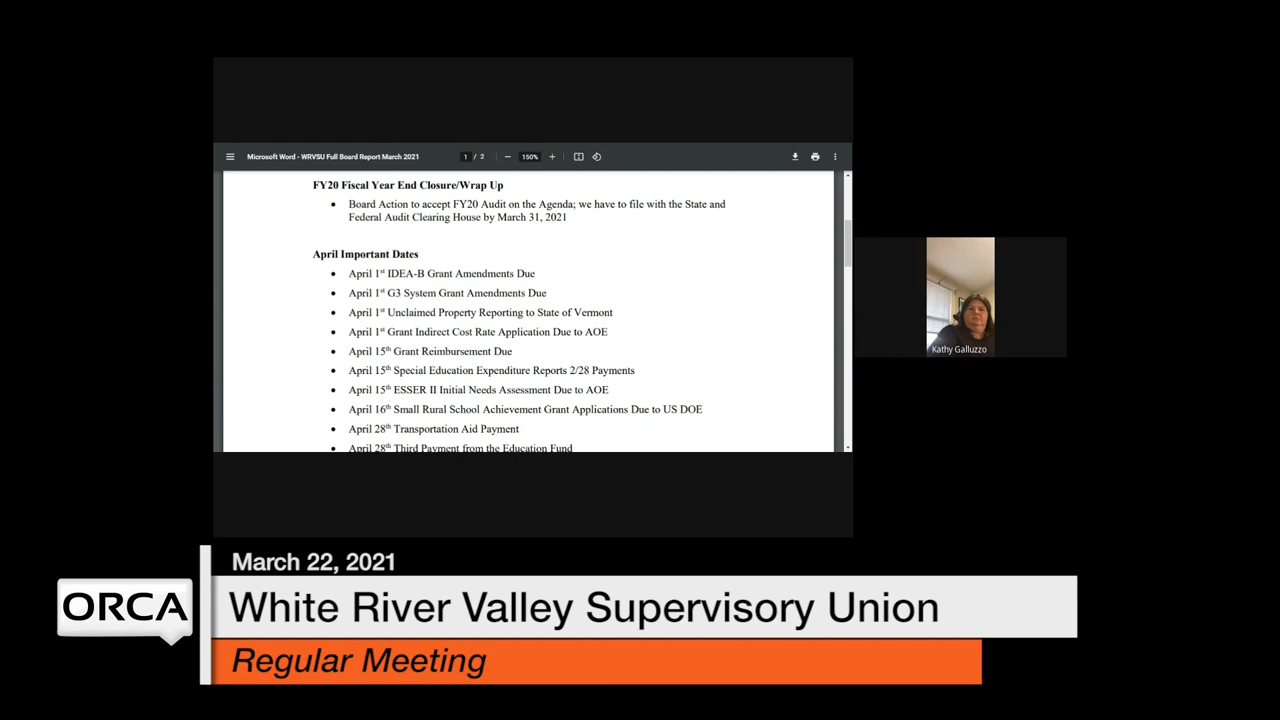 Microsoft Word - WRVSU Full Board Report March 2021
1 / 2
150%
FY20 Fiscal Year End Closure/Wrap Up
• Board Action to accept FY20 Audit on the Agenda; we have to file with the State and
Federal Audit Clearing House by March 31, 2021
April Important Dates
• April 1st IDEA-B Grant Amendments Due
• April 1st G3 System Grant Amendments Due
• April 1st Unclaimed Property Reporting to State of Vermont
• April 1st Grant Indirect Cost Rate Application Due to AOE
• April 15th Grant Reimbursement Due
• April 15th Special Education Expenditure Reports 2/28 Payments
• April 15th ESSER II Initial Needs Assessment Due to AOE
• April 16th Small Rural School Achievement Grant Applications Due to US DOE
• April 28th Transportation Aid Payment
• April 28th Third Payment from the Education Fund
Kathy Galluzzo
March 22, 2021
ORCA
White River Valley Supervisory Union
Regular Meeting